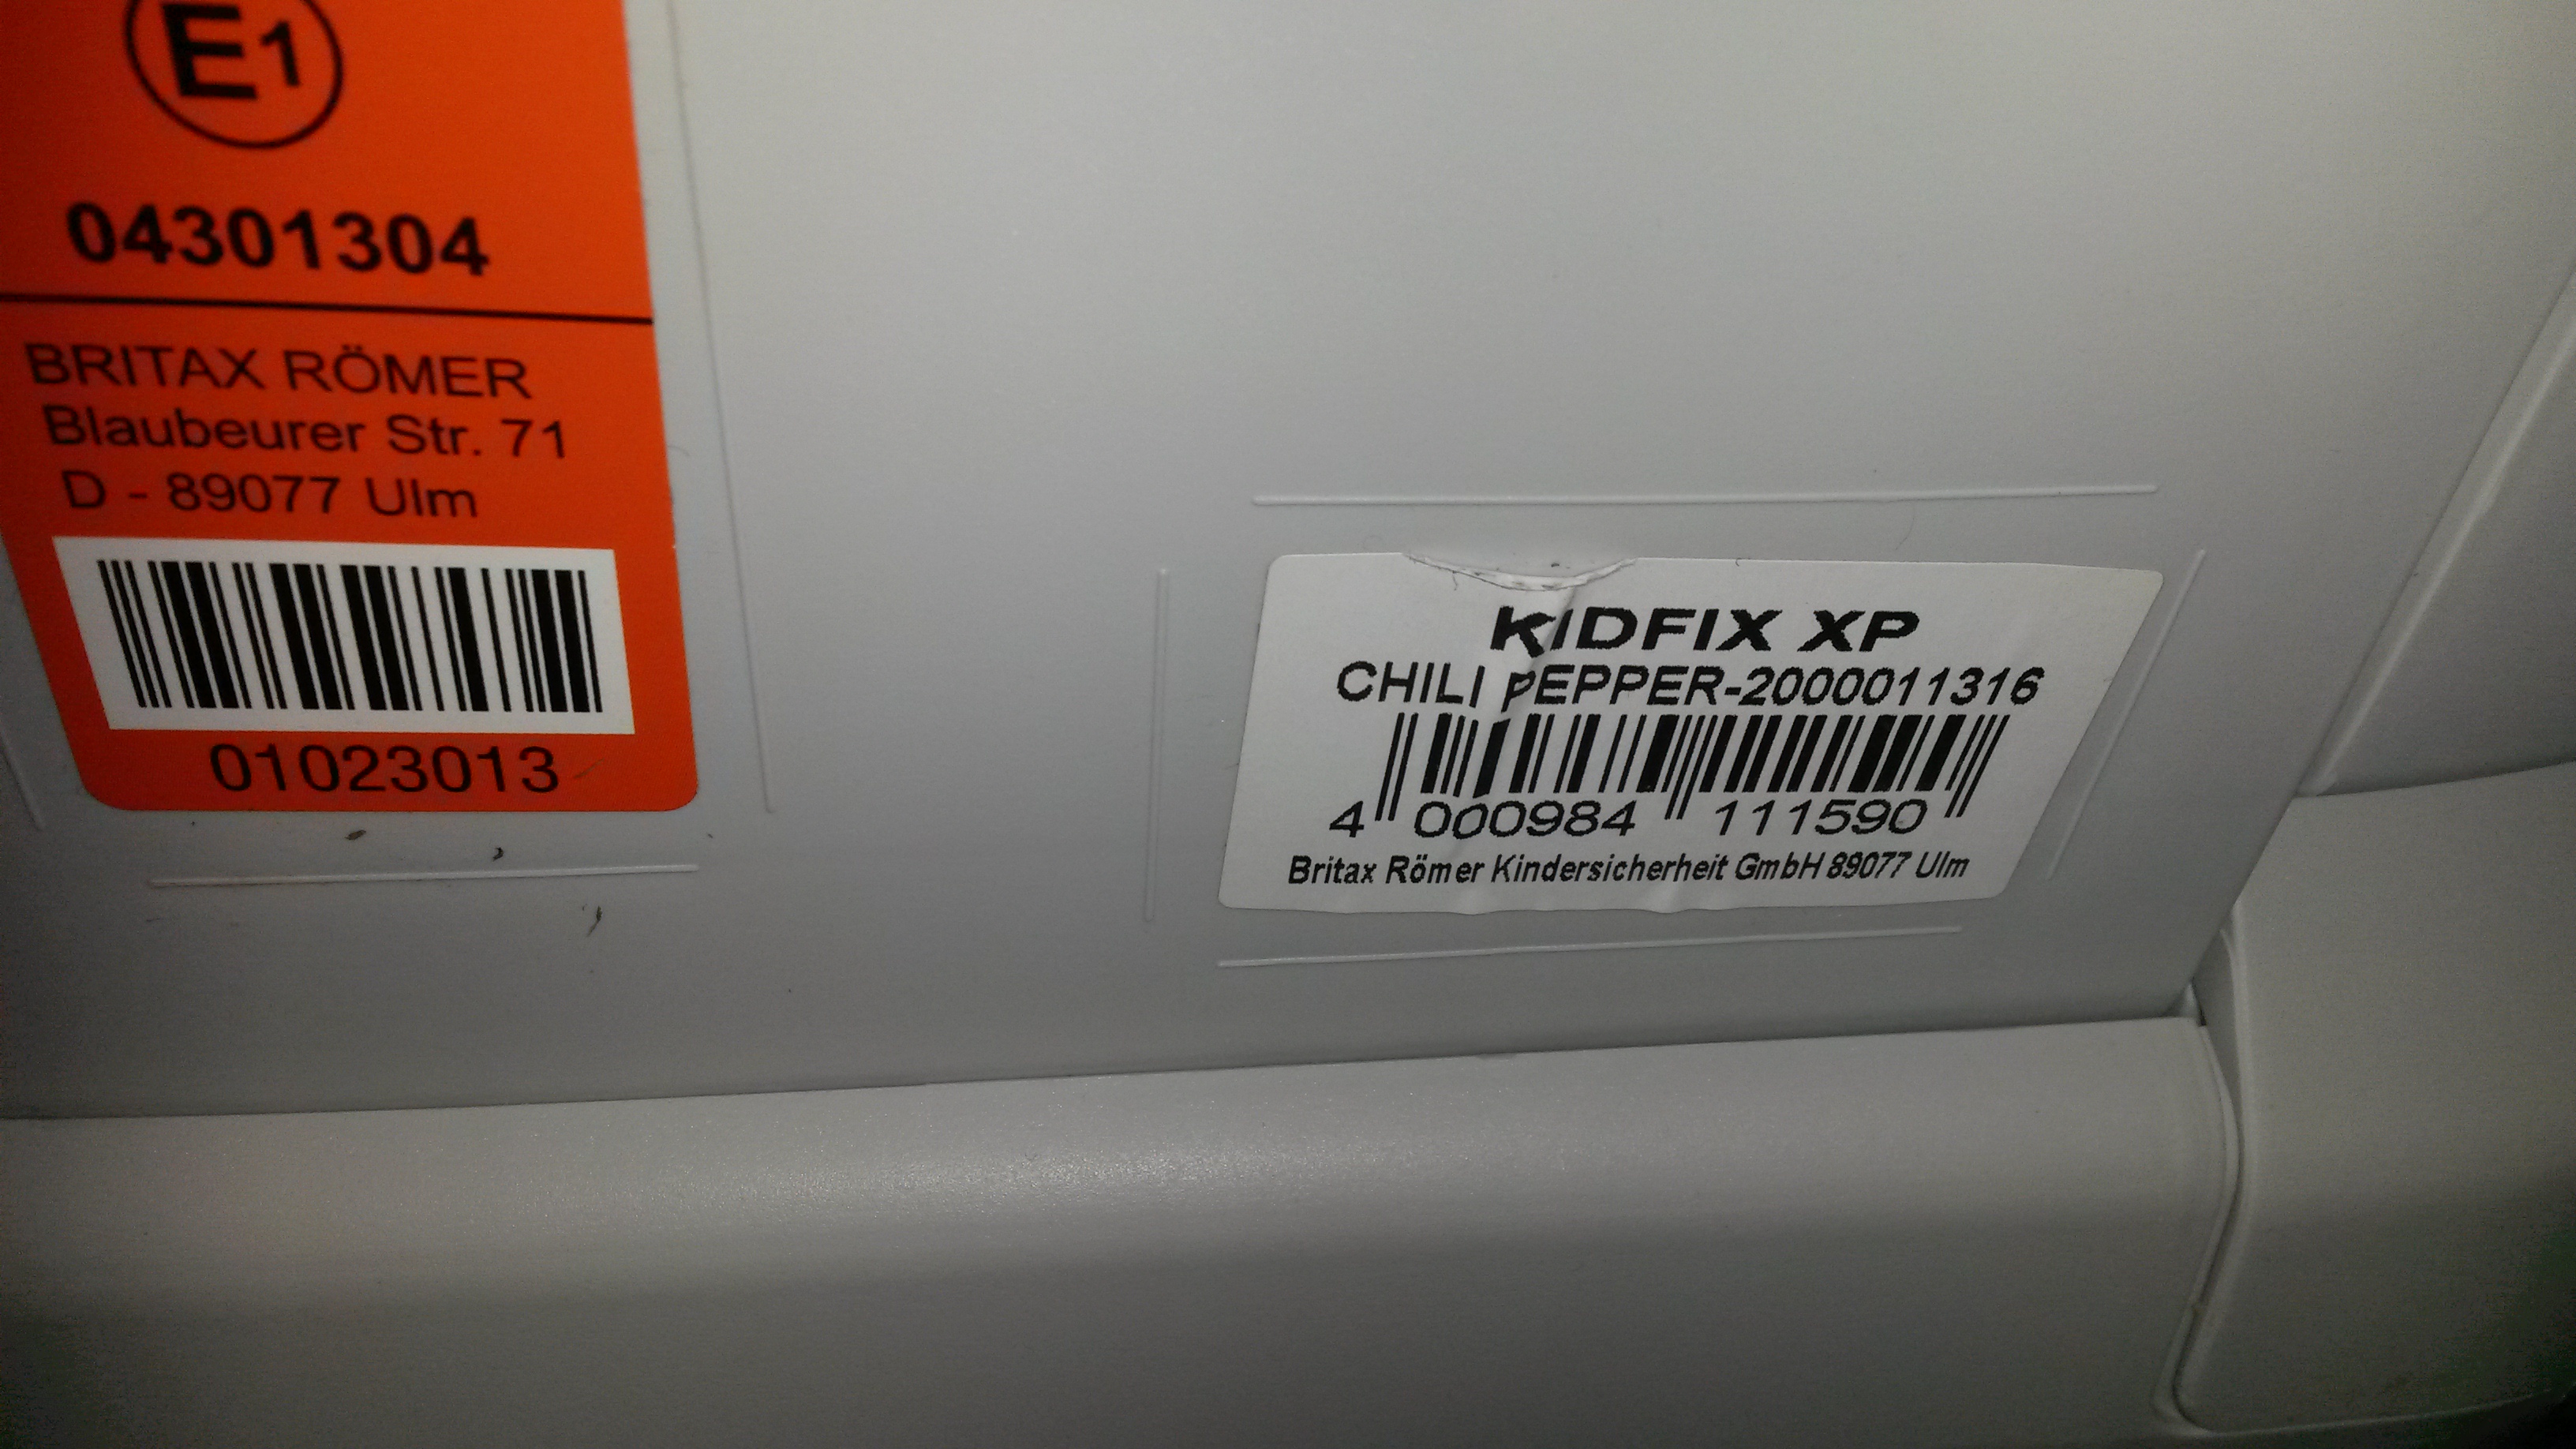 E1
04301304
BRITAX RÖMER
Blaubeurer Str. 71
D - 89077 Ulm
01023013
KIDFIX XP
CHILI PEPPER-2000011316
4 000984 111590
Britax Römer Kindersicherheit GmbH 89077 Ulm